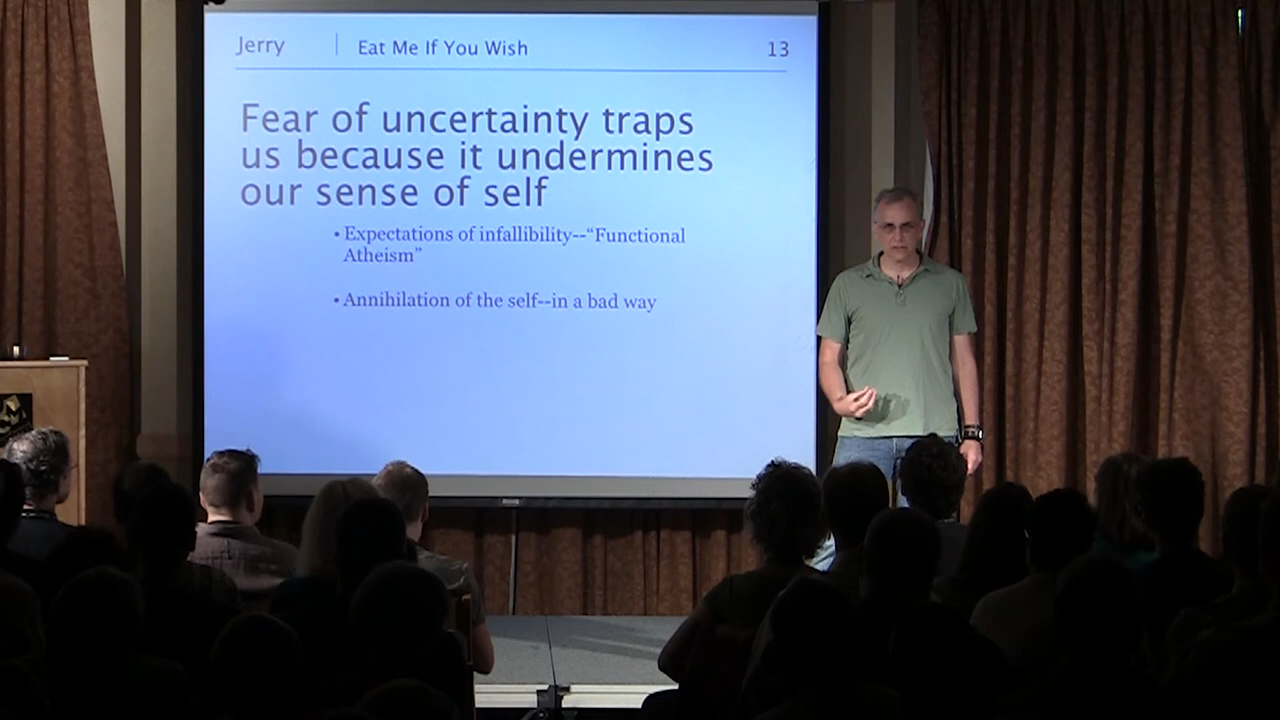 Jerry | Eat Me If You Wish 13
Fear of uncertainty traps
us because it undermines
our sense of self
• Expectations of infallibility--“Functional
Atheism”
• Annihilation of the self--in a bad way